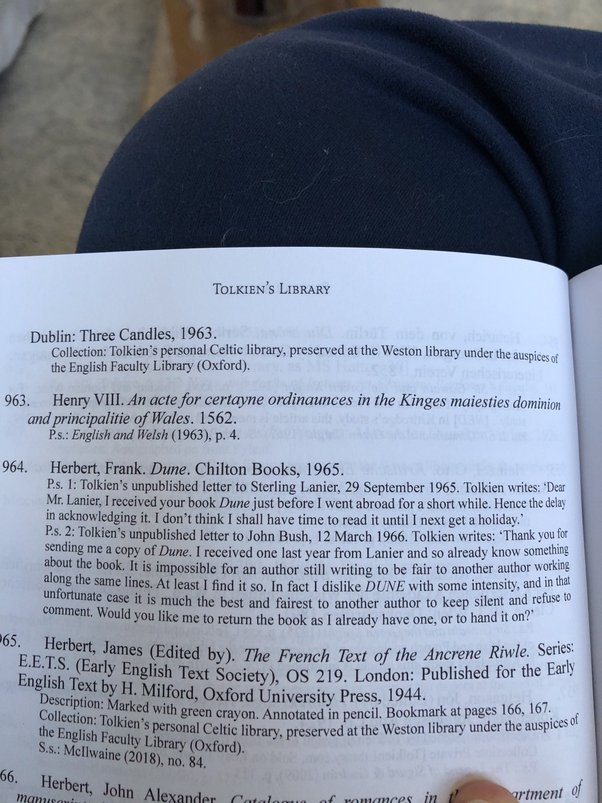 TOLKIEN'S LIBRARY
Dublin: Three Candles, 1963.
Collection: Tolkien's personal Celtic library, preserved at the Weston library under the auspices of
the English Faculty Library (Oxford).
963. Henry VIII. An acte for certayne ordinaunces in the Kinges maiesties dominion
and principalitie of Wales. 1562.
P.s.: English and Welsh (1963), p. 4.
964. Herbert, Frank. Dune. Chilton Books, 1965.
P.s. 1: Tolkien's unpublished letter to Sterling Lanier, 29 September 1965. Tolkien writes: 'Dear
Mr. Lanier, I received your book Dune just before I went abroad for a short while. Hence the delay
in acknowledging it. I don't think I shall have time to read it until I next get a holiday.'
P.s. 2: Tolkien's unpublished letter to John Bush, 12 March 1966. Tolkien writes: 'Thank you for
sending me a copy of Dune. I received one last year from Lanier and so already know something
about the book. It is impossible for an author still writing to be fair to another author working
along the same lines. At least I find it so. In fact I dislike DUNE with some intensity, and in that
unfortunate case it is much the best and fairest to another author to keep silent and refuse to
comment. Would you like me to return the book as I already have one, or to hand it on?'
65. Herbert, James (Edited by). The French Text of the Ancrene Riwle. Series:
E.E.T.S. (Early English Text Society), OS 219. London: Published for the Early
English Text by H. Milford, Oxford University Press, 1944.
Description: Marked with green crayon. Annotated in pencil. Bookmark at pages 166, 167.
Collection: Tolkien's personal Celtic library, preserved at the Weston library under the auspices of
the English Faculty Library (Oxford).
S.s.: McIlwaine (2018), no. 84.
66. Herbert, John Alexander. Catalogue of romances in of